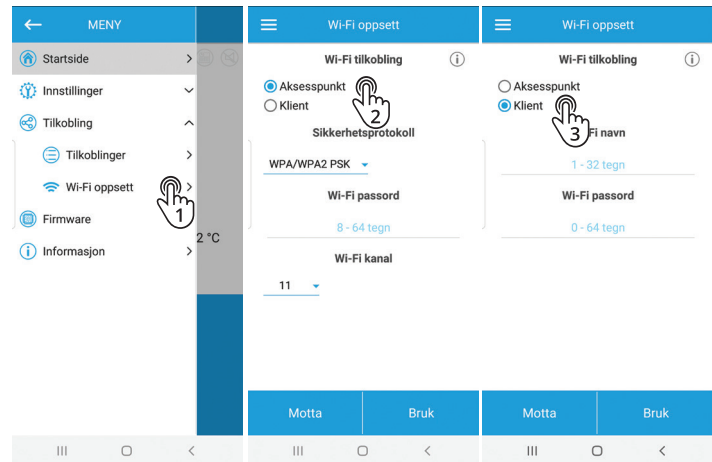 MENY
Startside
Innstillinger
Tilkobling
Tilkoblinger
Wi-Fi oppsett
1
Firmware
2 °C
Informasjon
Wi-Fi oppsett
Wi-Fi tilkobling
Aksesspunkt
Klient
2
Sikkerhetsprotokoll
WPA/WPA2 PSK
Wi-Fi passord
8 - 64 tegn
Wi-Fi kanal
11
Motta Bruk
Wi-Fi oppsett
Wi-Fi tilkobling
Aksesspunkt
Klient
3
Fi navn
1 - 32 tegn
Wi-Fi passord
0 - 64 tegn
Motta Bruk